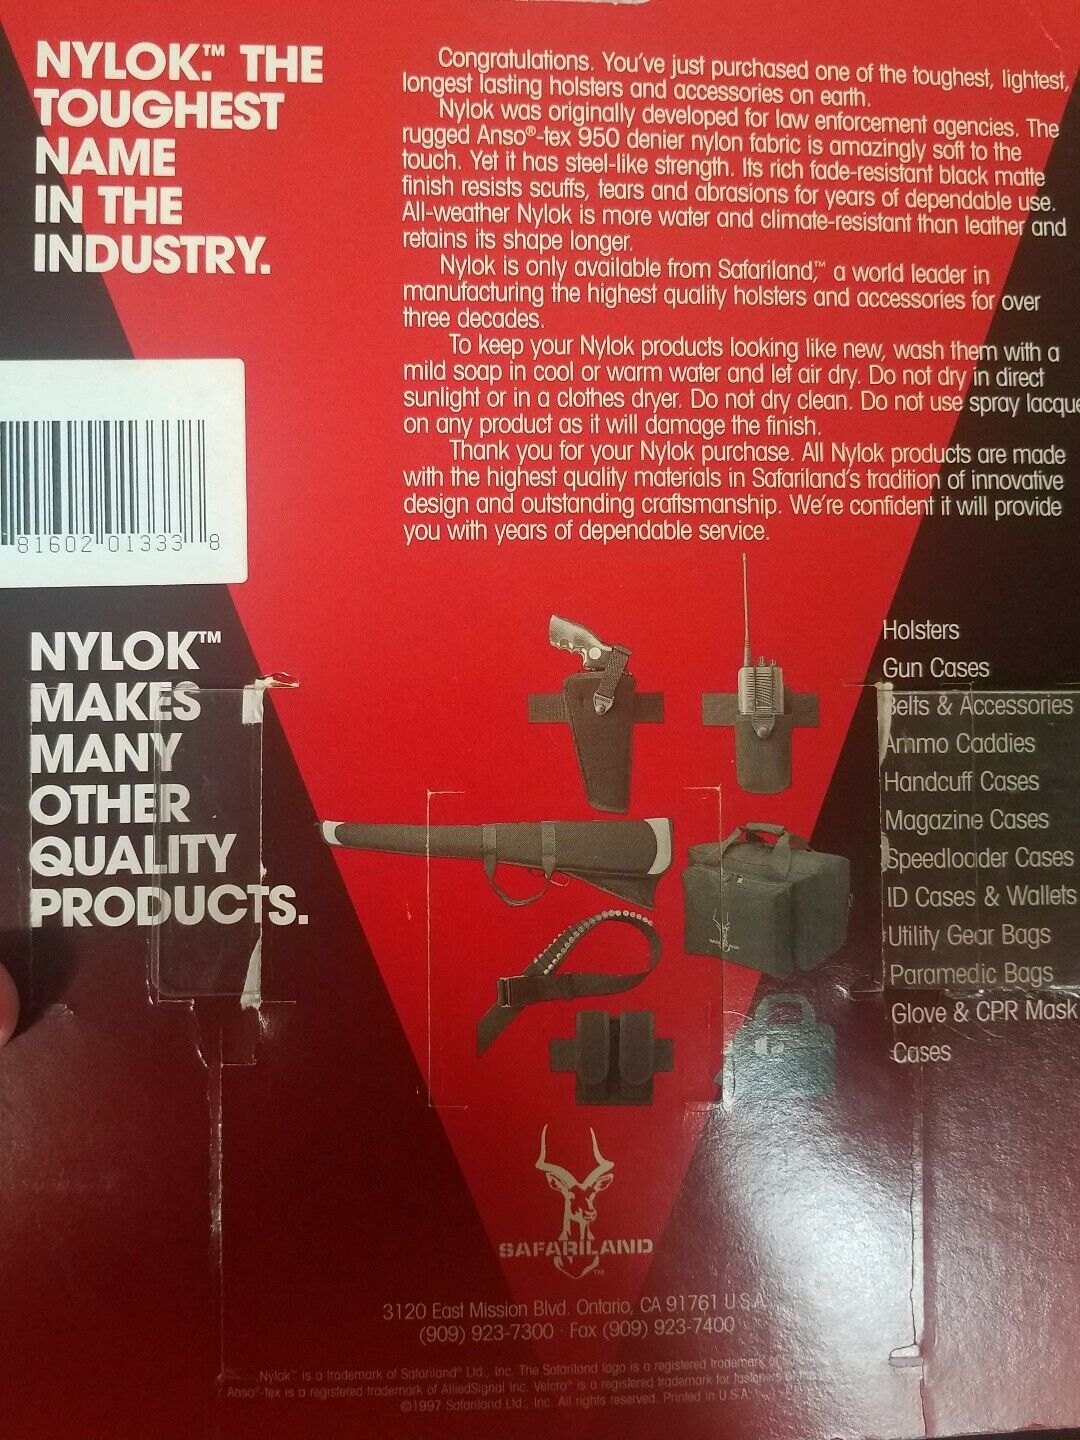 NYLOK.™ THE
TOUGHEST
NAME
IN THE
INDUSTRY.
Congratulations. You've just purchased one of the toughest, lightest,
longest lasting holsters and accessories on earth.
Nylok was originally developed for law enforcement agencies. The
rugged Anso®-tex 950 denier nylon fabric is amazingly soft to the
touch. Yet it has steel-like strength. Its rich fade-resistant black matte
finish resists scuffs, tears and abrasions for years of dependable use.
All-weather Nylok is more water and climate-resistant than leather and
retains its shape longer.
Nylok is only available from Safariland,™ a world leader in
manufacturing the highest quality holsters and accessories for over
three decades.
To keep your Nylok products looking like new, wash them with a
mild soap in cool or warm water and let air dry. Do not dry in direct
sunlight or in a clothes dryer. Do not dry clean. Do not use spray lacque
on any product as it will damage the finish.
Thank you for your Nylok purchase. All Nylok products are made
with the highest quality materials in Safariland's tradition of innovative
design and outstanding craftsmanship. We're confident it will provide
you with years of dependable service.
81602 01333 8
NYLOK™
MAKES
MANY
OTHER
QUALITY
PRODUCTS.
Holsters
Gun Cases
Belts & Accessories
Ammo Caddies
Handcuff Cases
Magazine Cases
Speedloader Cases
ID Cases & Wallets
Utility Gear Bags
Paramedic Bags
Glove & CPR Mask
Cases
SAFARILAND
™
3120 East Mission Blvd. Ontario, CA 91761 U.S.A.
(909) 923-7300 · Fax (909) 923-7400
Nylok™ is a trademark of Safariland® Ltd., Inc. The Safariland logo is a registered trademark of
Anso®-tex is a registered trademark of AlliedSignal Inc. Velcro® is a registered trademark for fasteners of
©1997 Safariland Ltd., Inc. All rights reserved. Printed in U.S.A.